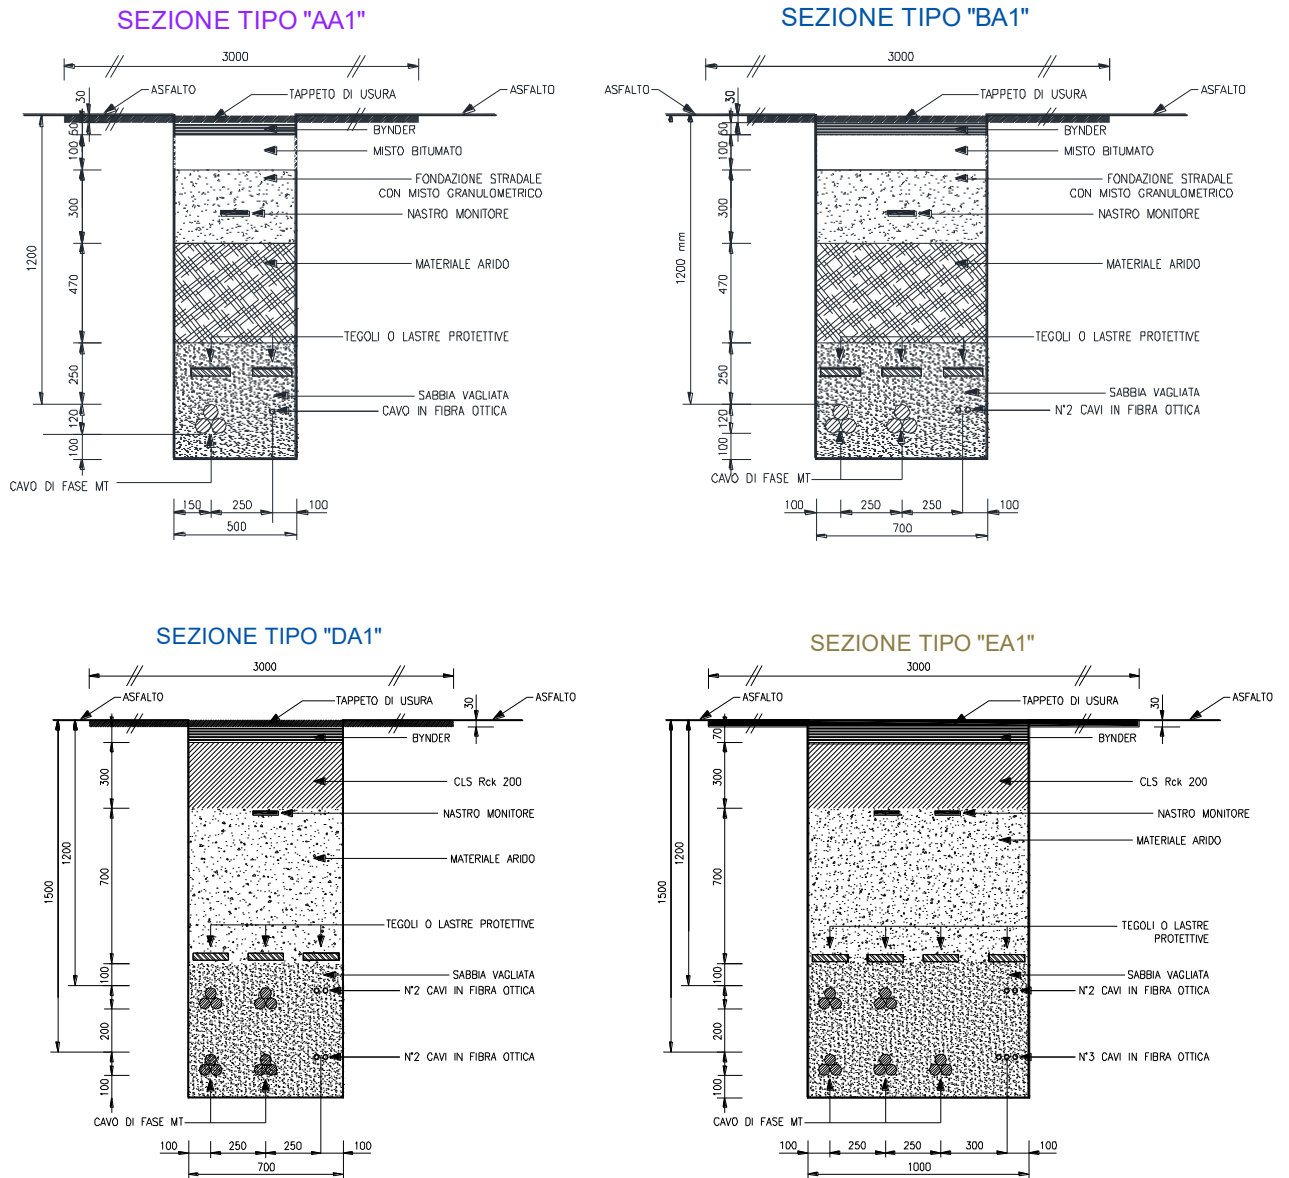 SEZIONE TIPO "AA1"
3000
ASFALTO
TAPPETO DI USURA
ASFALTO
30
50
BYNDER
100
MISTO BITUMATO
FONDAZIONE STRADALE
CON MISTO GRANULOMETRICO
300
NASTRO MONITORE
1200
MATERIALE ARIDO
470
TEGOLI O LASTRE PROTETTIVE
250
SABBIA VAGLIATA
CAVO IN FIBRA OTTICA
120
100
CAVO DI FASE MT
150
250
100
500
SEZIONE TIPO "BA1"
3000
ASFALTO
TAPPETO DI USURA
ASFALTO
30
50
BYNDER
100
MISTO BITUMATO
FONDAZIONE STRADALE
CON MISTO GRANULOMETRICO
300
NASTRO MONITORE
1200 mm
MATERIALE ARIDO
470
TEGOLI O LASTRE PROTETTIVE
250
SABBIA VAGLIATA
N°2 CAVI IN FIBRA OTTICA
120
100
CAVO DI FASE MT
100
250
250
100
700
SEZIONE TIPO "DA1"
3000
ASFALTO
TAPPETO DI USURA
30
ASFALTO
BYNDER
300
CLS Rck 200
NASTRO MONITORE
1200
MATERIALE ARIDO
700
1500
TEGOLI O LASTRE PROTETTIVE
100
SABBIA VAGLIATA
N°2 CAVI IN FIBRA OTTICA
200
N°2 CAVI IN FIBRA OTTICA
100
CAVO DI FASE MT
100
250
250
100
700
SEZIONE TIPO "EA1"
3000
ASFALTO
TAPPETO DI USURA
30
ASFALTO
70
BYNDER
300
CLS Rck 200
NASTRO MONITORE
1200
MATERIALE ARIDO
700
1500
TEGOLI O LASTRE
PROTETTIVE
100
SABBIA VAGLIATA
N°2 CAVI IN FIBRA OTTICA
200
N°3 CAVI IN FIBRA OTTICA
100
CAVO DI FASE MT
100
250
250
300
100
1000